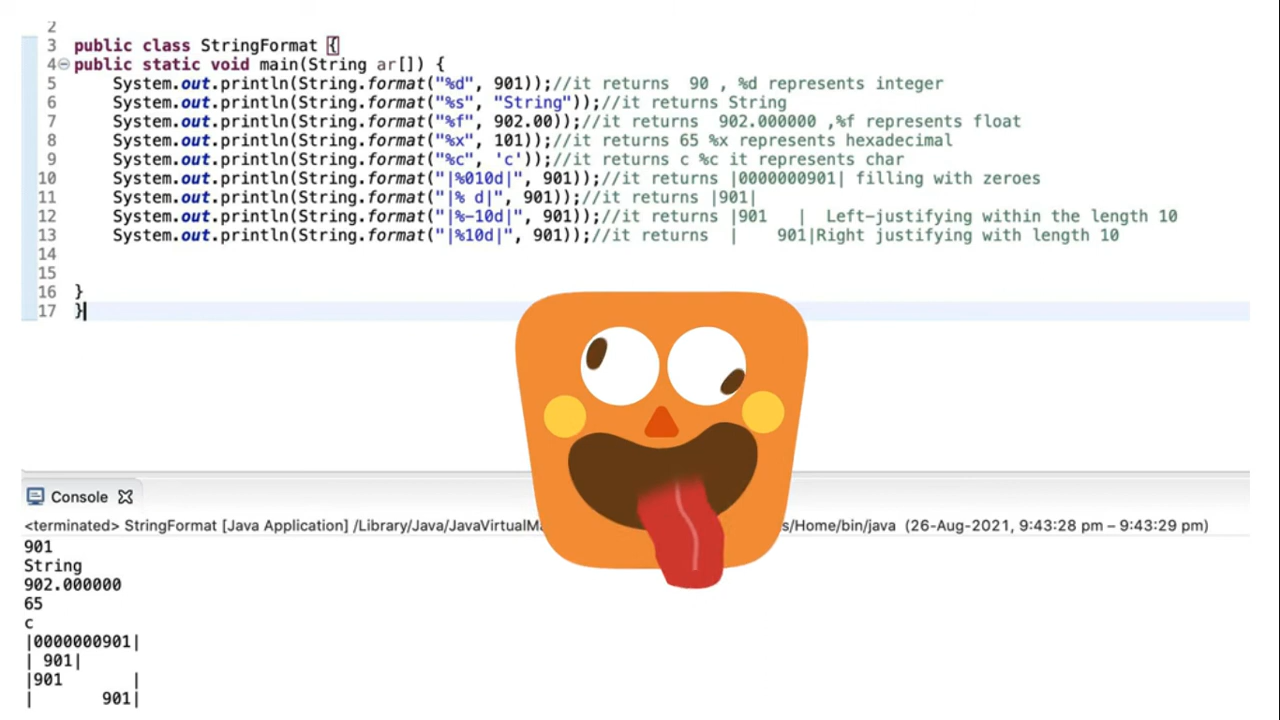 2
3 public class StringFormat {
4 public static void main(String ar[]) {
5 System.out.println(String.format("%d", 901));//it returns  90 , %d represents integer
6 System.out.println(String.format("%s", "String"));//it returns String
7 System.out.println(String.format("%f", 902.00));//it returns  902.000000 ,%f represents float
8 System.out.println(String.format("%x", 101));//it returns 65 %x represents hexadecimal
9 System.out.println(String.format("%c", 'c'));//it returns c %c it represents char
10 System.out.println(String.format("|%010d|", 901));//it returns |0000000901| filling with zeroes
11 System.out.println(String.format("|% d|", 901));//it returns |901|
12 System.out.println(String.format("|%-10d|", 901));//it returns |901   |  Left-justifying within the length 10
13 System.out.println(String.format("|%10d|", 901));//it returns  |    901|Right justifying with length 10
14
15
16 }
17 }
Console
<terminated> StringFormat [Java Application] /Library/Java/JavaVirtualM s/Home/bin/java (26-Aug-2021, 9:43:28 pm – 9:43:29 pm)
901
String
902.000000
65
c
|0000000901|
| 901|
|901       |
|       901|